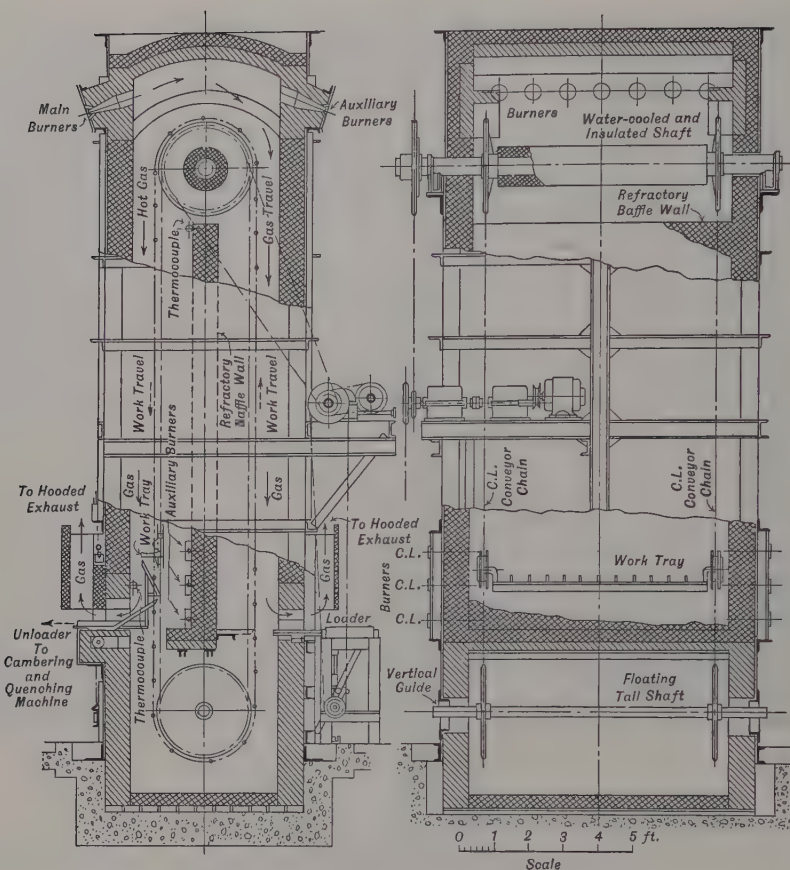 Main
Burners
Auxiliary
Burners
Hot Gas
Gas Travel
Thermocouple
Work Travel
Refractory
Baffle Wall
Work Travel
Auxiliary Burners
Gas
Work Tray
Gas
To Hooded
Exhaust
Gas
To Hooded
Exhaust
Gas
Unloader
To
Cambering
and
Quenching
Machine
Thermocouple
Loader
Burners
Water-cooled and
Insulated Shaft
Refractory
Baffle Wall
C.L.
Conveyor
Chain
C.L.
Conveyor
Chain
C.L.
C.L.
C.L.
Burners
Work Tray
Vertical
Guide
Floating
Tail Shaft
0 1 2 3 4 5 ft.
Scale